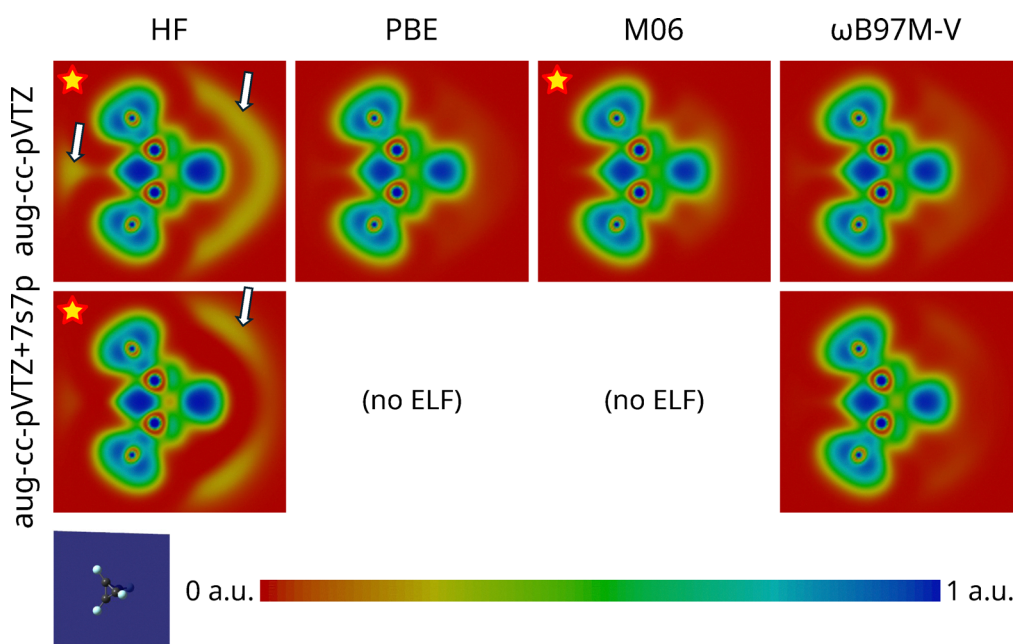 HF PBE M06 ωB97M-V
aug-cc-pVTZ
aug-cc-pVTZ+7s7p
(no ELF) (no ELF)
0 a.u. 1 a.u.